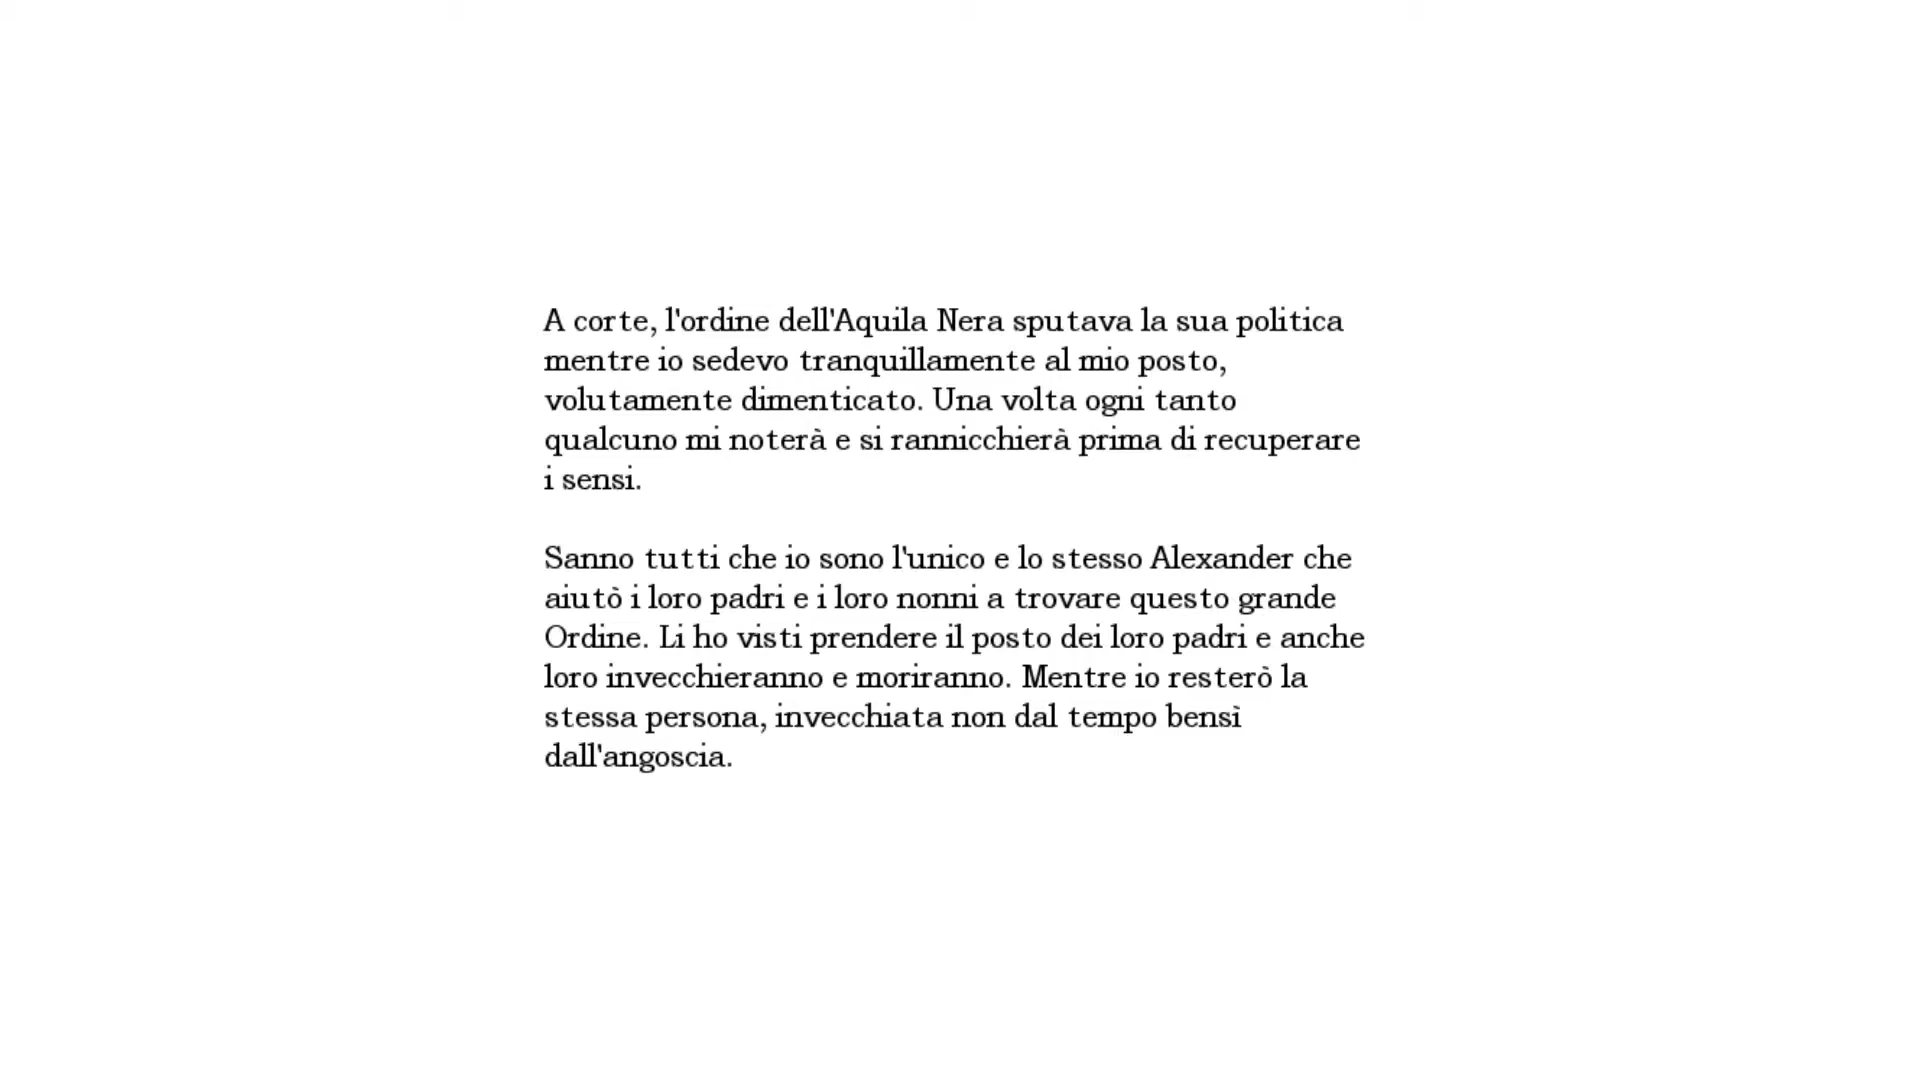 A corte, l'ordine dell'Aquila Nera sputava la sua politica
mentre io sedevo tranquillamente al mio posto,
volutamente dimenticato. Una volta ogni tanto
qualcuno mi noterà e si rannicchierà prima di recuperare
i sensi.
Sanno tutti che io sono l'unico e lo stesso Alexander che
aiutò i loro padri e i loro nonni a trovare questo grande
Ordine. Li ho visti prendere il posto dei loro padri e anche
loro invecchieranno e moriranno. Mentre io resterò la
stessa persona, invecchiata non dal tempo bensì
dall'angoscia.